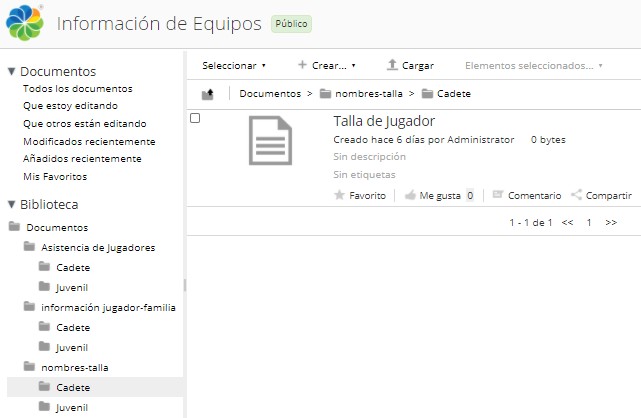 Información de Equipos Público
Documentos
Todos los documentos
Que estoy editando
Que otros están editando
Modificados recientemente
Añadidos recientemente
Mis Favoritos
Biblioteca
Documentos
Asistencia de Jugadores
Cadete
Juvenil
información jugador-familia
Cadete
Juvenil
nombres-talla
Cadete
Juvenil
Seleccionar Crear... Cargar Elementos seleccionados...
Documentos > nombres-talla > Cadete
Talla de Jugador
Creado hace 6 días por Administrator 0 bytes
Sin descripción
Sin etiquetas
Favorito Me gusta 0 Comentario Compartir
1 - 1 de 1 << 1 >>